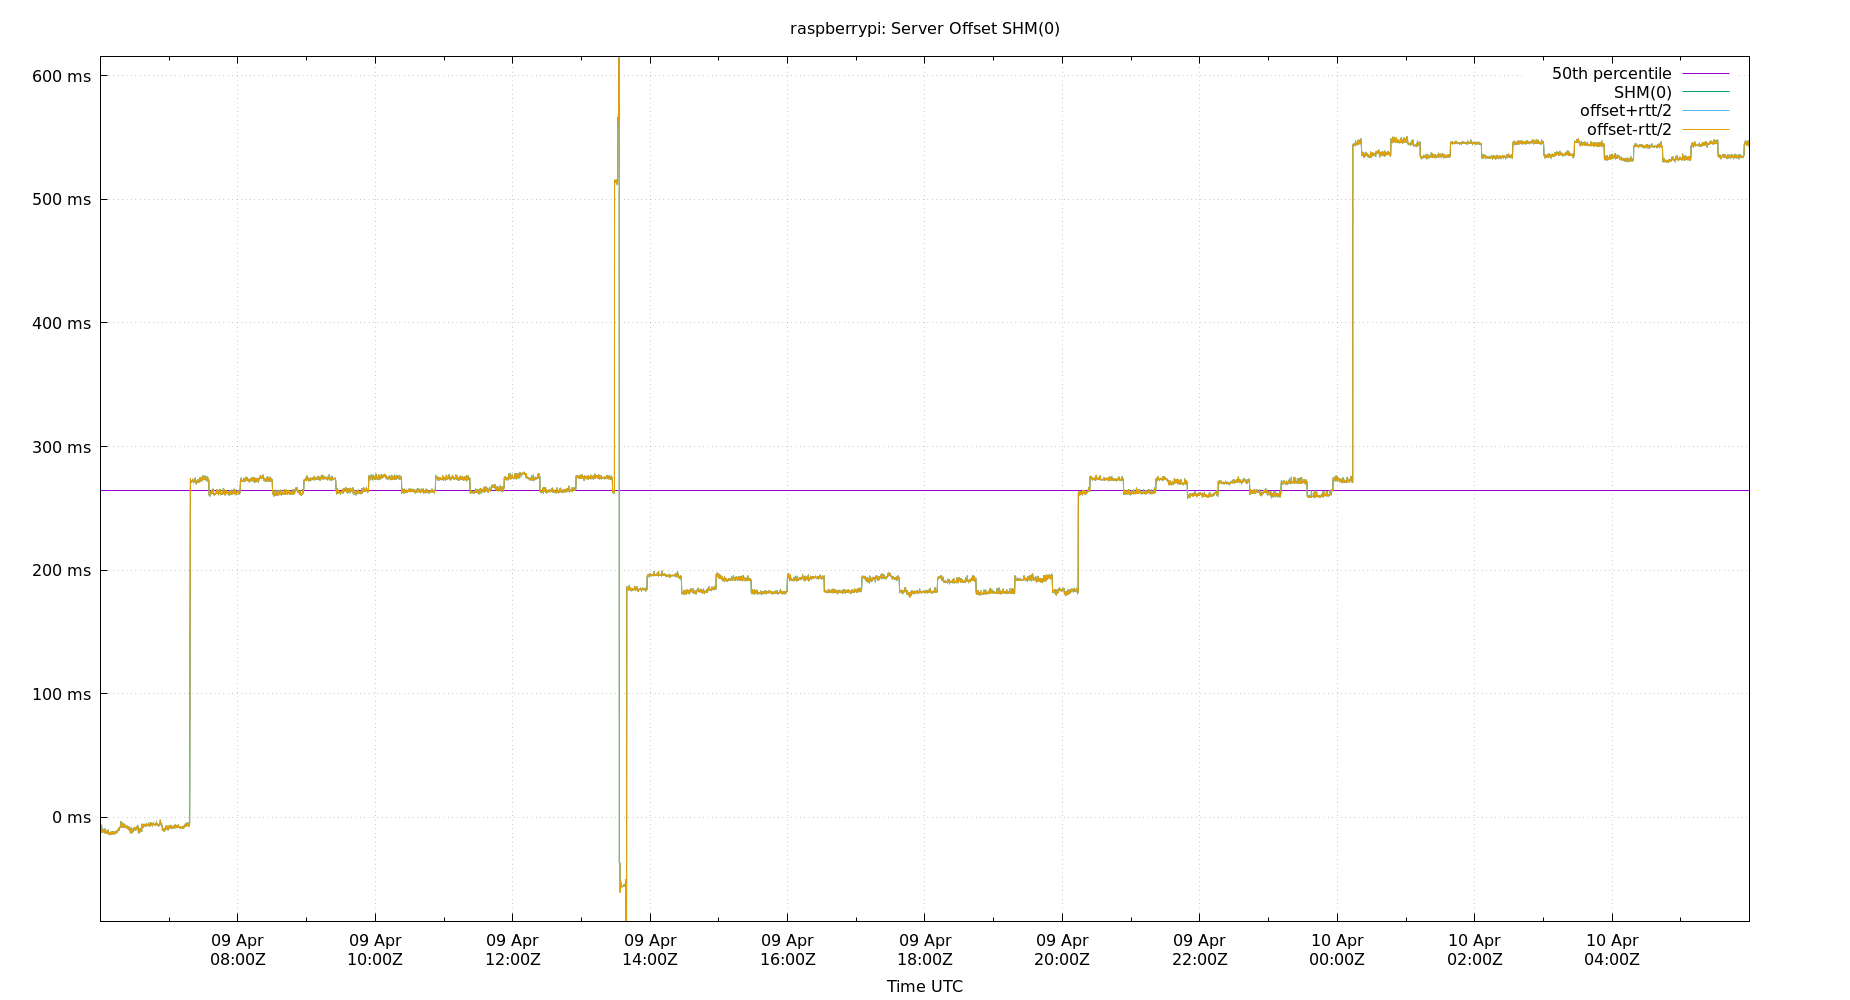 raspberrypi: Server Offset SHM(0)
50th percentile
SHM(0)
offset+rtt/2
offset-rtt/2
600 ms
500 ms
400 ms
300 ms
200 ms
100 ms
0 ms
09 Apr 09 Apr 09 Apr 09 Apr 09 Apr 09 Apr 09 Apr 09 Apr 10 Apr 10 Apr 10 Apr
08:00Z 10:00Z 12:00Z 14:00Z 16:00Z 18:00Z 20:00Z 22:00Z 00:00Z 02:00Z 04:00Z
Time UTC